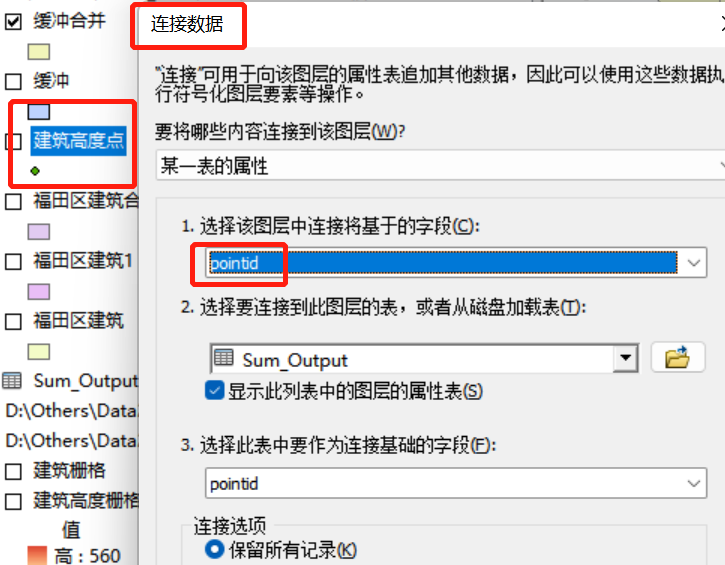 缓冲合并
缓冲
建筑高度点
福田区建筑合
福田区建筑1
福田区建筑
Sum_Output
D:\Others\Data
D:\Others\Data.
建筑栅格
建筑高度栅格
值
高 : 560
连接数据
"连接"可用于向该图层的属性表追加其他数据，因此可以使用这些数据执
行符号化图层要素等操作。
要将哪些内容连接到该图层(W)?
某一表的属性
1. 选择该图层中连接将基于的字段(C):
pointid
2. 选择要连接到此图层的表，或者从磁盘加载表(T):
Sum_Output
显示此列表中的图层的属性表(S)
3. 选择此表中要作为连接基础的字段(F):
pointid
连接选项
保留所有记录(K)